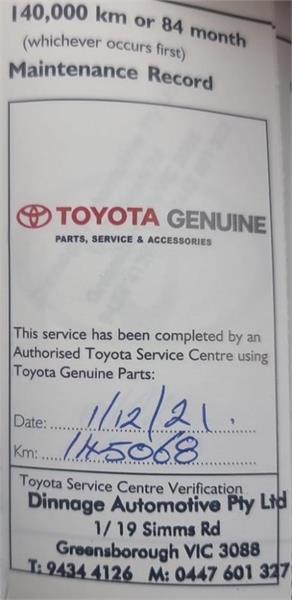 140,000 km or 84 month
(whichever occurs first)
Maintenance Record
TOYOTA GENUINE
PARTS, SERVICE & ACCESSORIES
This service has been completed by an
Authorised Toyota Service Centre using
Toyota Genuine Parts:
Date: 1/12/21.
Km: 145068
Toyota Service Centre Verification
Dinnage Automotive Pty Ltd
1/ 19 Simms Rd
Greensborough VIC 3088
T: 9434 4126 M: 0447 601 327